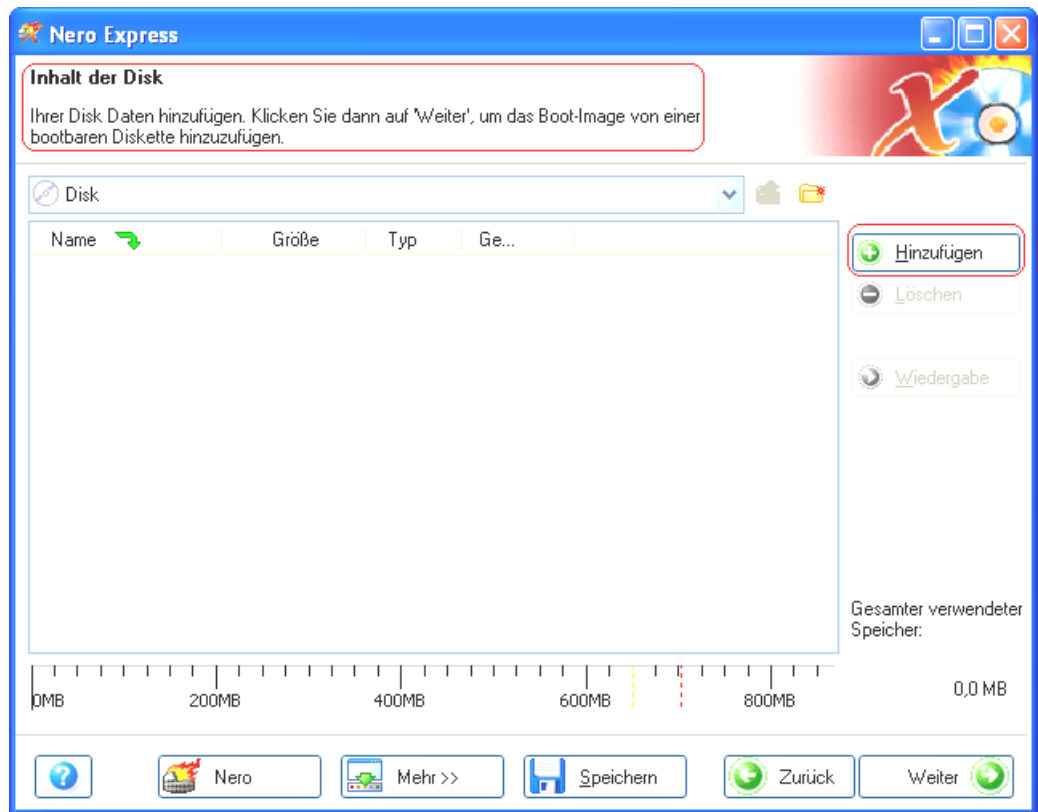 Nero Express
Inhalt der Disk
Ihrer Disk Daten hinzufügen. Klicken Sie dann auf 'Weiter', um das Boot-Image von einer
bootbaren Diskette hinzuzufügen.
Disk
Name Größe Typ Ge...
Hinzufügen
Löschen
Wiedergabe
Gesamter verwendeter
Speicher:
0MB 200MB 400MB 600MB 800MB
0,0 MB
Nero Mehr >> Speichern Zurück Weiter